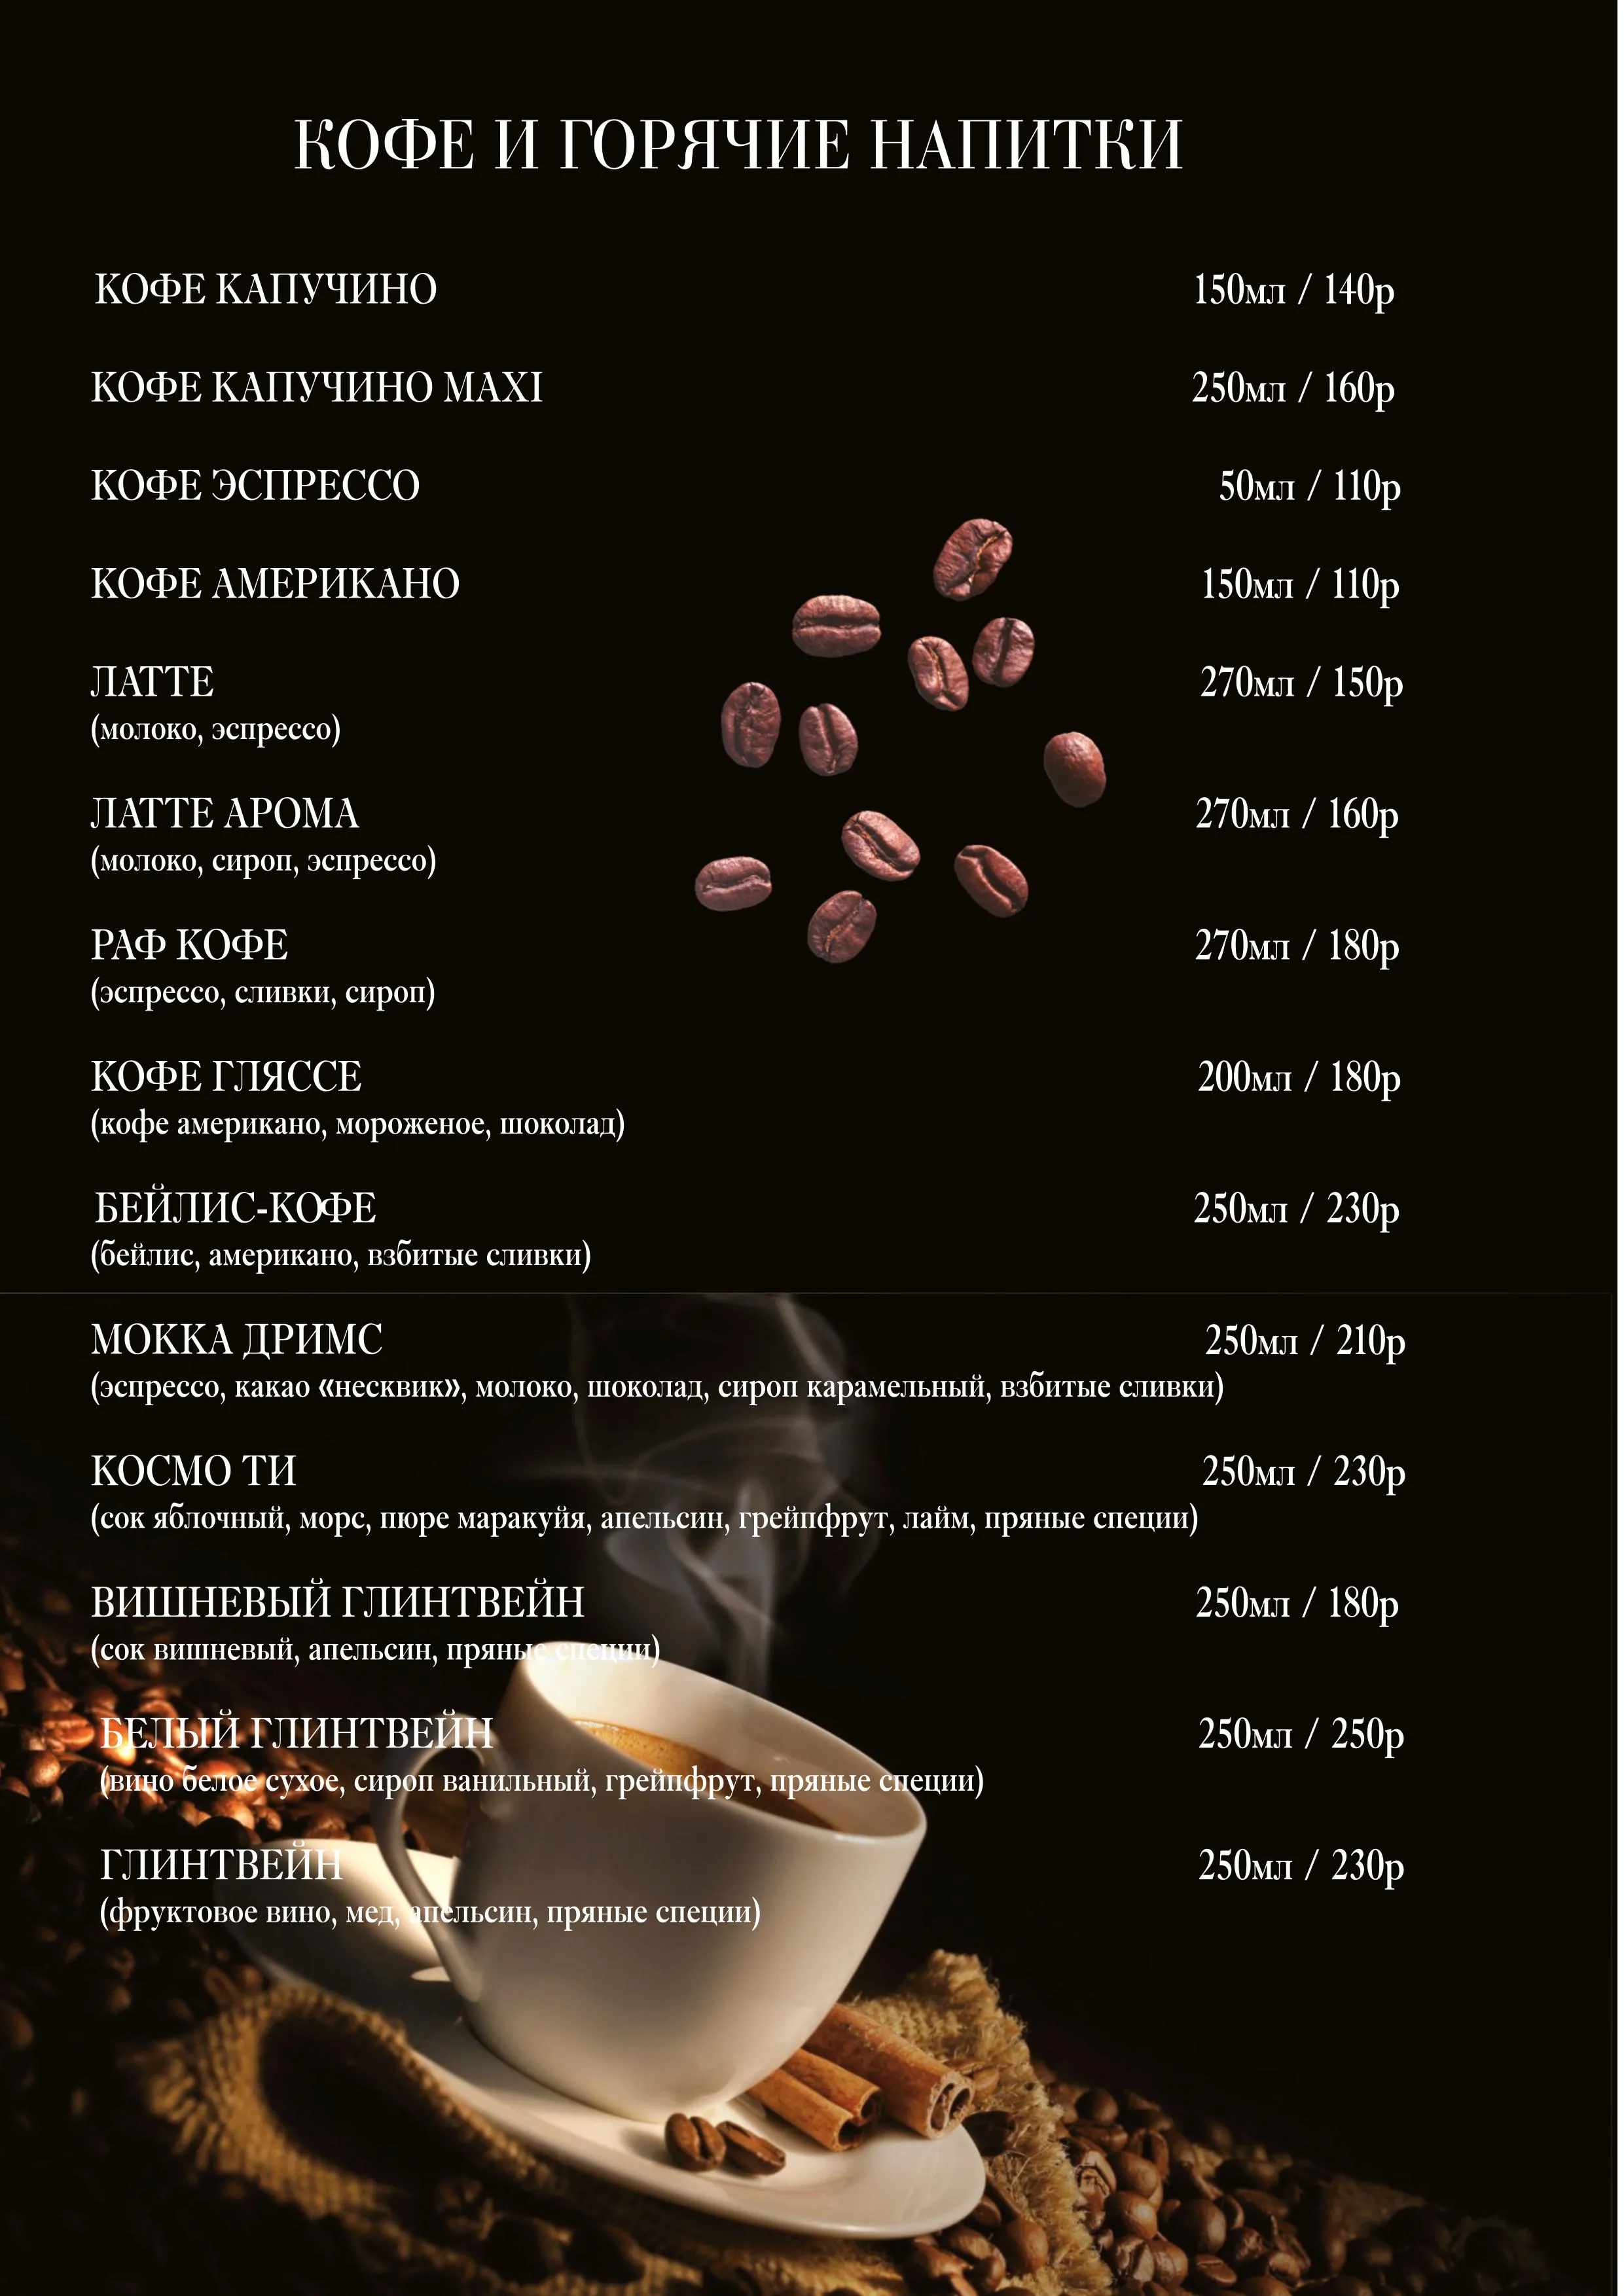 КОФЕ И ГОРЯЧИЕ НАПИТКИ
КОФЕ КАПУЧИНО 150мл / 140р
КОФЕ КАПУЧИНО MAXI 250мл / 160р
КОФЕ ЭСПРЕССО 50мл / 110р
КОФЕ АМЕРИКАНО 150мл / 110р
ЛАТТЕ 270мл / 150р
(молоко, эспрессо)
ЛАТТЕ АРОМА 270мл / 160р
(молоко, сироп, эспрессо)
РАФ КОФЕ 270мл / 180р
(эспрессо, сливки, сироп)
КОФЕ ГЛЯССЕ 200мл / 180р
(кофе американо, мороженое, шоколад)
БЕЙЛИС-КОФЕ 250мл / 230р
(бейлис, американо, взбитые сливки)
МОККА ДРИМС 250мл / 210р
(эспрессо, какао «несквик», молоко, шоколад, сироп карамельный, взбитые сливки)
КОСМО ТИ 250мл / 230р
(сок яблочный, морс, пюре маракуйя, апельсин, грейпфрут, лайм, пряные специи)
ВИШНЕВЫЙ ГЛИНТВЕЙН 250мл / 180р
(сок вишневый, апельсин, пряные специи)
БЕЛЫЙ ГЛИНТВЕЙН 250мл / 250р
(вино белое сухое, сироп ванильный, грейпфрут, пряные специи)
ГЛИНТВЕЙН 250мл / 230р
(фруктовое вино, мед, апельсин, пряные специи)